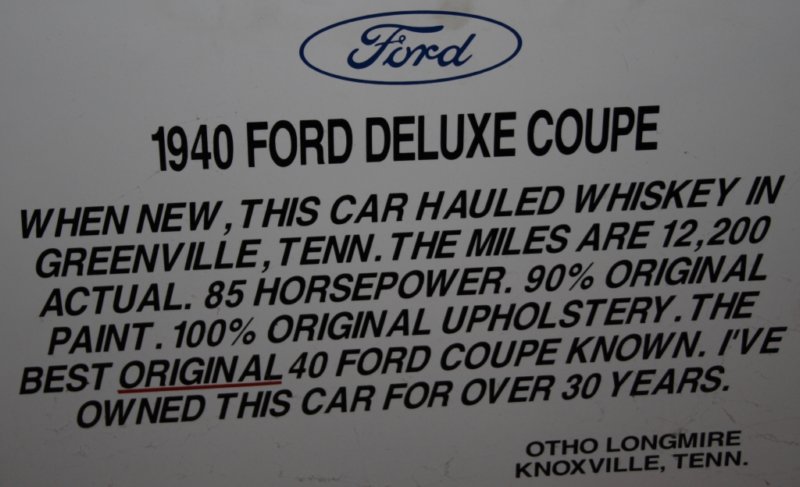 Ford
1940 FORD DELUXE COUPE
WHEN NEW, THIS CAR HAULED WHISKEY IN
GREENVILLE, TENN. THE MILES ARE 12,200
ACTUAL. 85 HORSEPOWER. 90% ORIGINAL
PAINT. 100% ORIGINAL UPHOLSTERY. THE
BEST ORIGINAL 40 FORD COUPE KNOWN. I'VE
OWNED THIS CAR FOR OVER 30 YEARS.
OTHO LONGMIRE
KNOXVILLE, TENN.